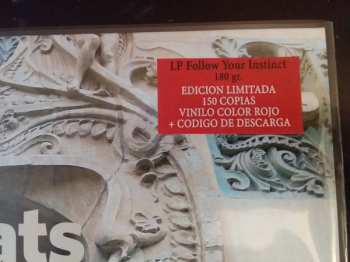 LP Follow Your Instinct
180 gr.
EDICION LIMITADA
150 COPIAS
VINILO COLOR ROJO
+ CODIGO DE DESCARGA
ats